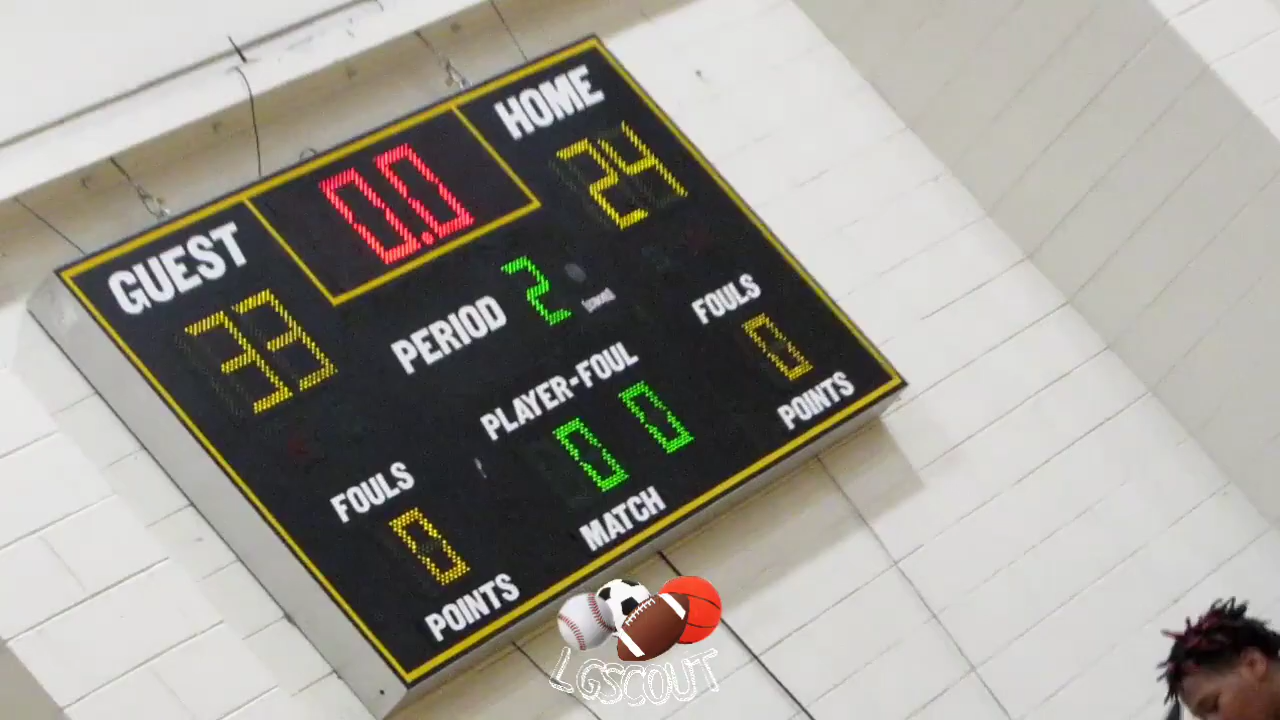 HOME
24
0.0
GUEST
33
PERIOD 2
FOULS
0
POINTS
PLAYER-FOUL
0 0
MATCH
FOULS
0
POINTS
LGSCOUT